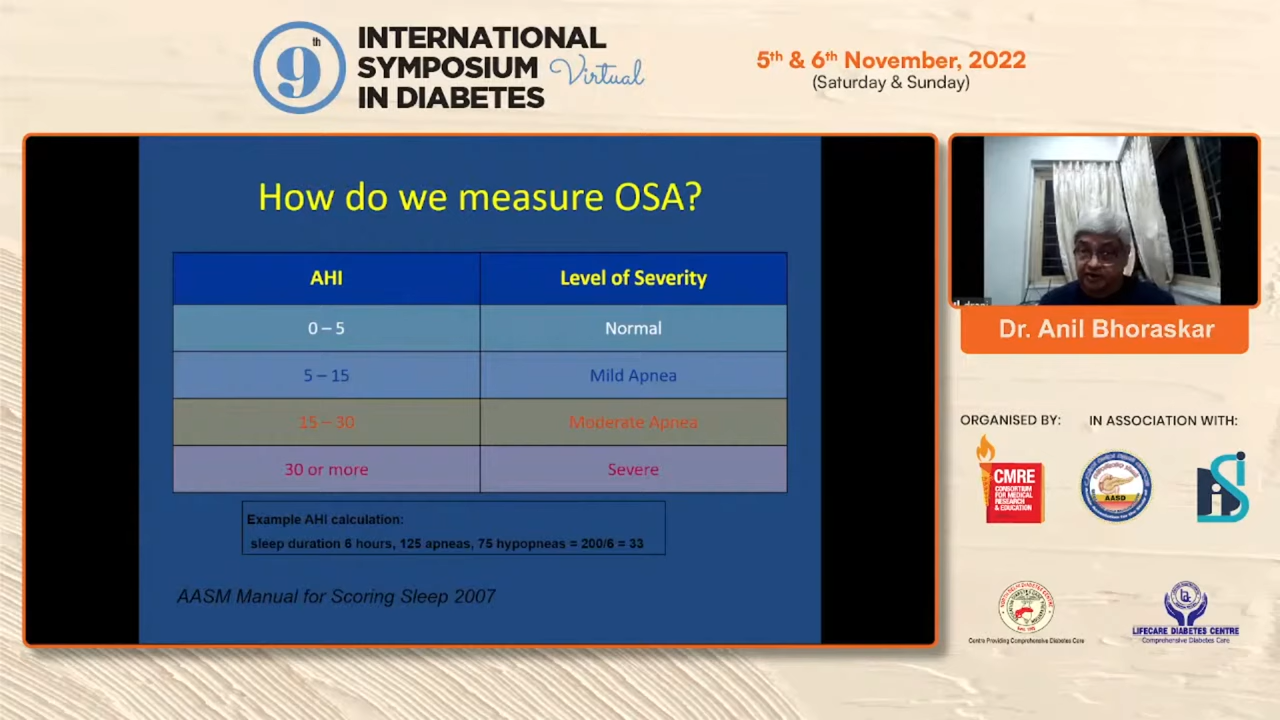 9th
INTERNATIONAL
SYMPOSIUM Virtual
IN DIABETES
5th & 6th November, 2022
(Saturday & Sunday)
How do we measure OSA?
AHI Level of Severity
0 – 5 Normal
5 – 15 Mild Apnea
15 – 30 Moderate Apnea
30 or more Severe
Example AHI calculation:
sleep duration 6 hours, 125 apneas, 75 hypopneas = 200/6 = 33
AASM Manual for Scoring Sleep 2007
Dr. Anil Bhoraskar
ORGANISED BY: IN ASSOCIATION WITH:
CMRE
CONSORTIUM
FOR MEDICAL
RESEARCH
& EDUCATION
AASD
Centre Providing Comprehensive Diabetes Care
LIFECARE DIABETES CENTRE
Comprehensive Diabetes Care